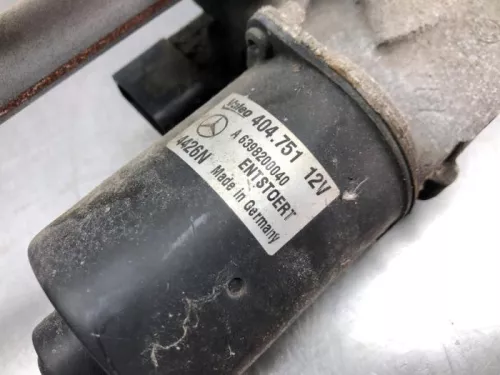 Valeo 404.751 12V
A 6398200040
ENTSTOERT
4426N Made in Germany